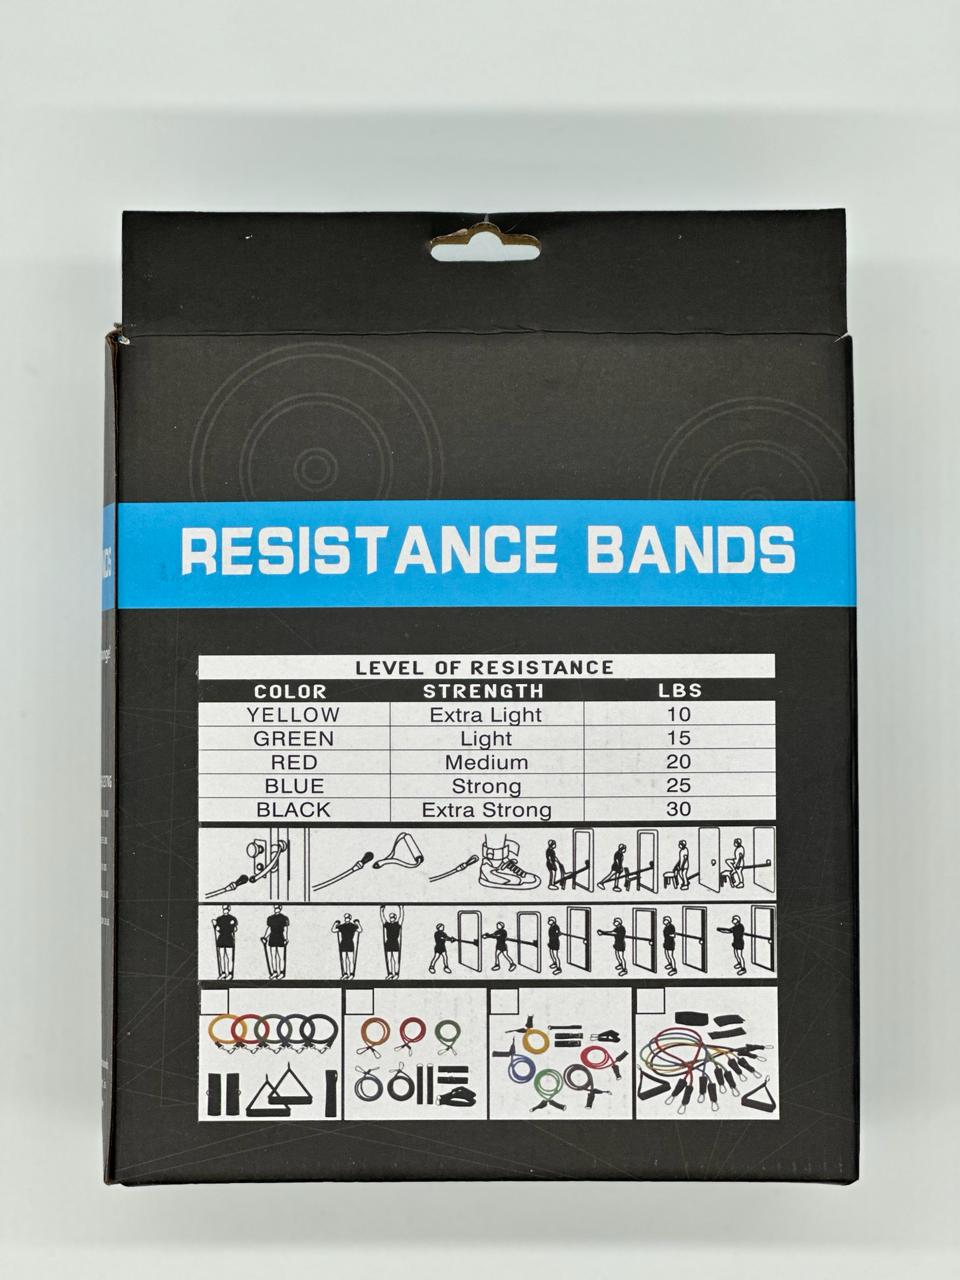 RESISTANCE BANDS
LEVEL OF RESISTANCE
COLOR STRENGTH LBS
YELLOW Extra Light 10
GREEN Light 15
RED Medium 20
BLUE Strong 25
BLACK Extra Strong 30